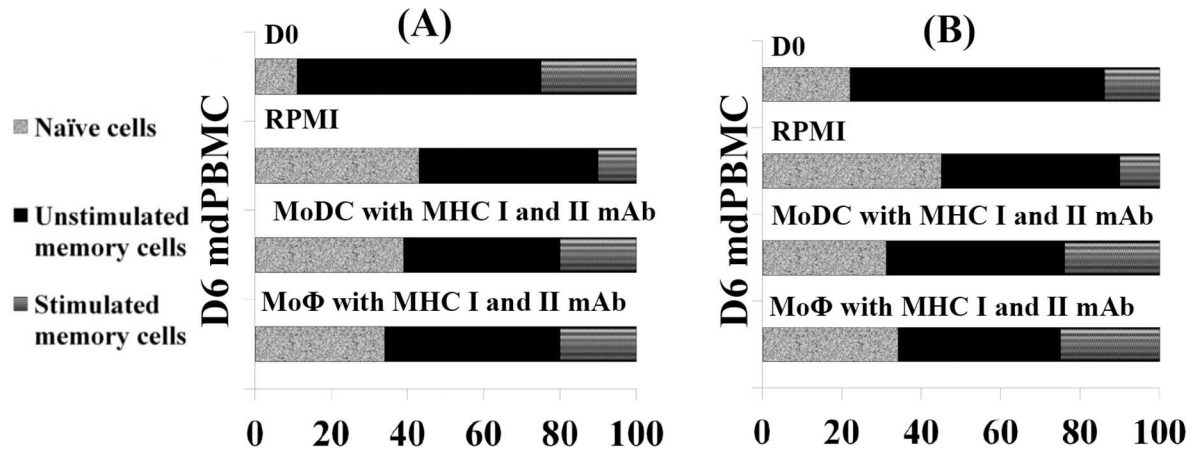 Naïve cells
Unstimulated
memory cells
Stimulated
memory cells
(A)
D6 mdPBMC
D0
RPMI
MoDC with MHC I and II mAb
MoΦ with MHC I and II mAb
0 20 40 60 80 100
(B)
D6 mdPBMC
D0
RPMI
MoDC with MHC I and II mAb
MoΦ with MHC I and II mAb
0 20 40 60 80 100